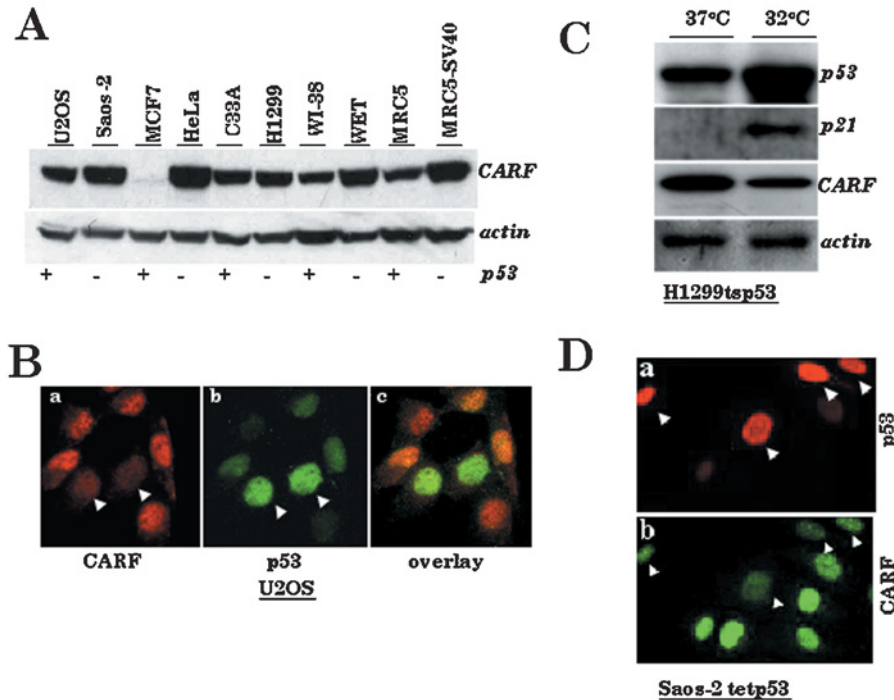 A
U2OS
Saos-2
MCF7
HeLa
C33A
H1299
WI-38
WET
MRC5
MRC5-SV40
CARF
actin
+ - + - + - + - + - p53
B
a b c
CARF p53 overlay
U2OS
C
37°C 32°C
p53
p21
CARF
actin
H1299tsp53
D
a
p53
b
CARF
Saos-2 tetp53